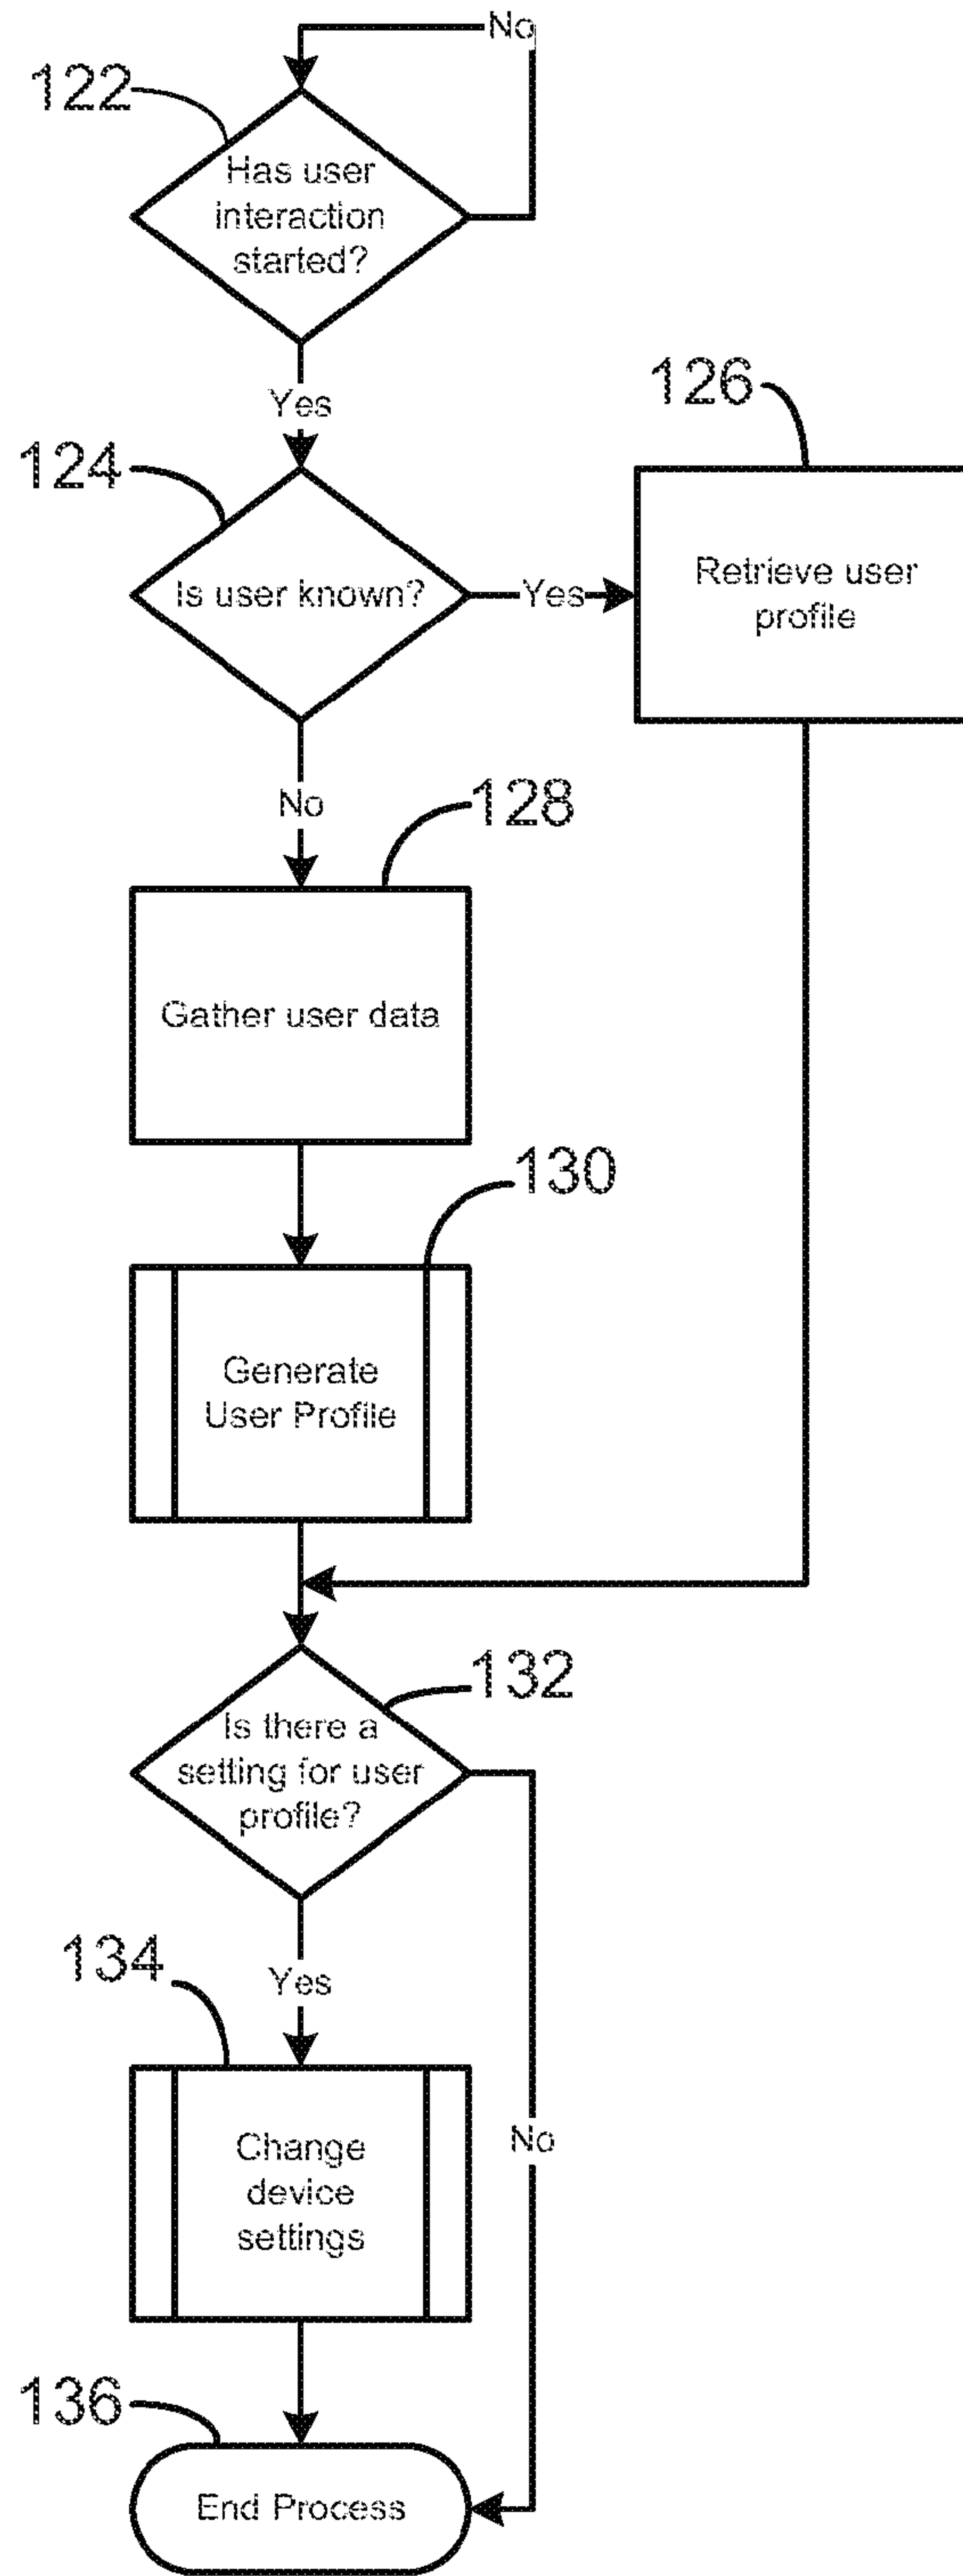 No
122
Has user
interaction
started?
Yes
126
124
Is user known?
Yes
Retrieve user
profile
No
128
Gather user data
130
Generate
User Profile
132
Is there a
setting for user
profile?
134
Yes
Change
device
settings
No
136
End Process